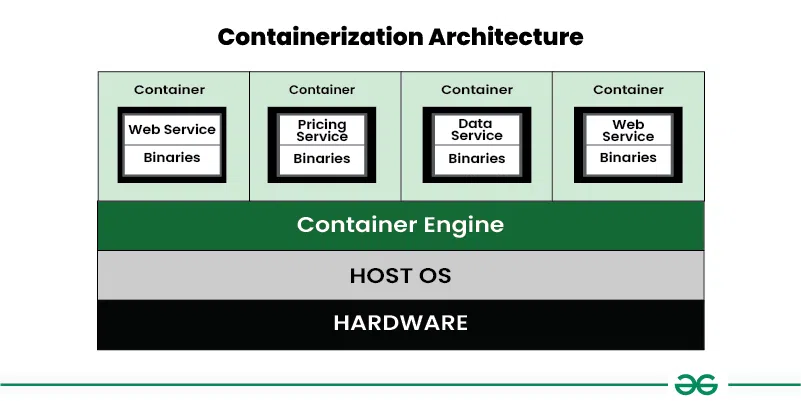 Containerization Architecture
Container
Container
Container
Container
Web Service
Binaries
Pricing
Service
Binaries
Data
Service
Binaries
Web
Service
Binaries
Container Engine
HOST OS
HARDWARE